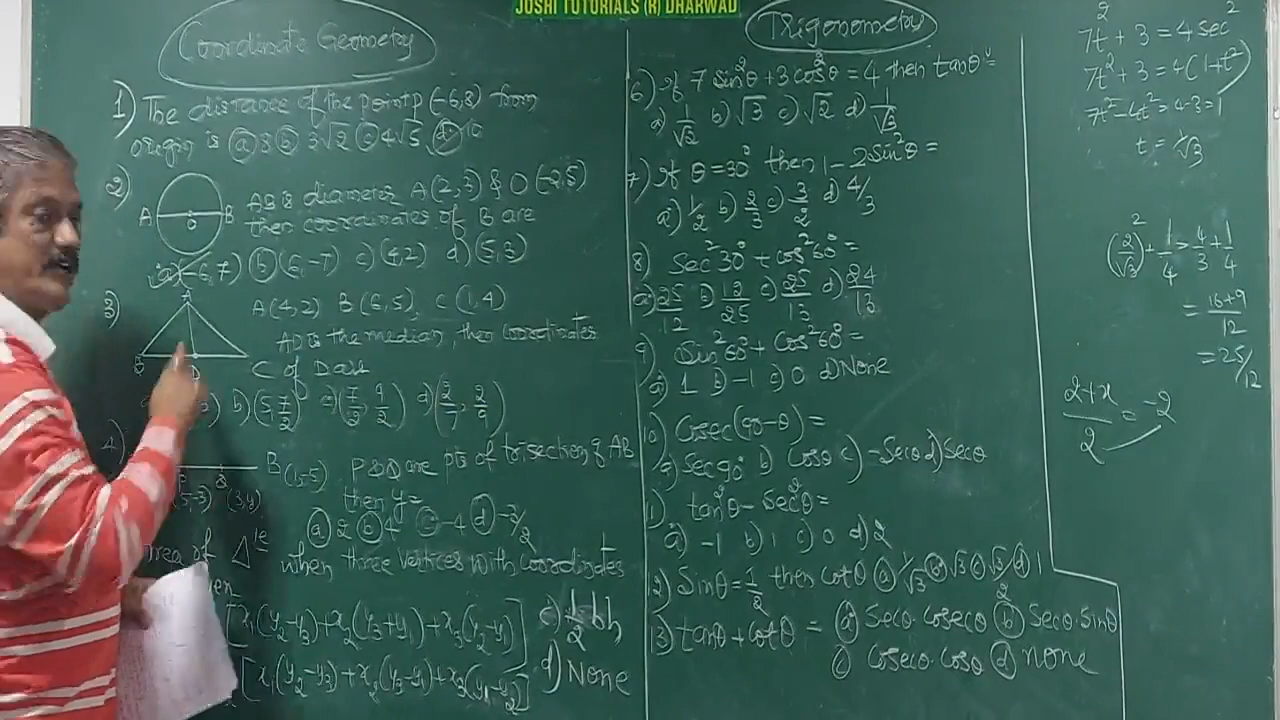 JOSHI TUTORIALS (R) DHARWAD
Coordinate Geometry
1) The distance of the point P (-6,8) from
origin is (a) 8 (b) 3√2 (c) 4√5 (d) 10
2)
A
B
O
AB is diameter A(2,3) & O(-2,5)
then coordinates of B are
a) (-6,7) b) (6,-7) c) (4,2) d) (5,3)
3)
A
B
D
C
A(4,2) B(6,5), C(1,4)
AD is the median, then coordinates
of D are
b) (5, 7/2) c) (7/2, 9/2) d) (2/7, 2/9)
4)
B (1,-5) P & Q are pts of trisection of AB
(5,-3) (3,y)
then y=
(a) 2 (b) 4 (c) -4 (d) -3/2
area of Δle when three vertices with coordinates
[x1(y2-y3)+x2(y3+y1)+x3(y2-y1)] c) 1/2 bh
[x1(y2-y3)+x2(y3-y1)+x3(y1-y2)] d) None
Trigonometry
6) If 7 sin²θ+3cos²θ=4 then tanθ=
a) 1/√2 b) √3 c) √2 d) 1/√3
7) If θ=30° then 1-2sin²θ=
a) 1/2 b) 2/3 c) 3/2 d) 4/3
8) sec²30° + cos²60°=
a) 25/12 b) 12/25 c) 25/13 d) 24/13
9) Sin²60°+ cos²60°=
a) 1 b) -1 c) 0 d) None
10) Cosec(90-θ)=
a) Sec90° b) Cosθ c) -Secθ d) Secθ
11) tan²θ-Sec²θ=
a) -1 b) 1 c) 0 d) 2
12) Sinθ=1/2 then cotθ (a) 1/√3 (b) √3 (c) √3/2 (d) 1
13) tanθ+cotθ = (a) Secθ.Cosecθ (b) Secθ.Sinθ
(c) Cosecθ.Cosθ (d) none
7t²+3=4sec²
7t²+3=4(1+t²)
7t²-4t²=4-3=1
t=1/√3
(2/√3)²+1/4=4/3+1/4
=16+9/12
=25/12
2+x/2=-2